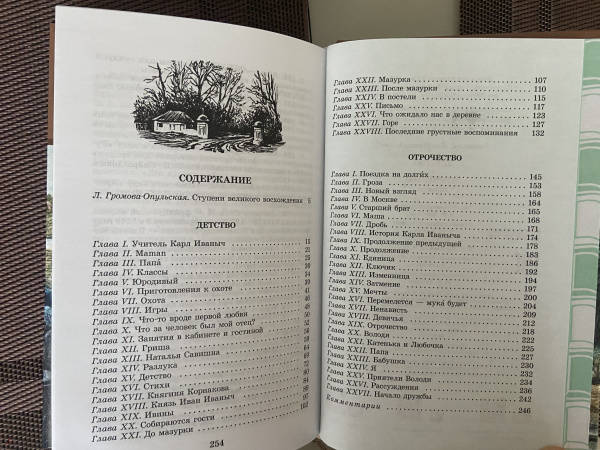 СОДЕРЖАНИЕ
Л. Громова-Опульская. Ступени великого восхождения 5
ДЕТСТВО
Глава I. Учитель Карл Иваныч 11
Глава II. Maman
Глава III. Папá
Глава IV. Классы
Глава V. Юродивый
Глава VI. Приготовления к охоте
Глава VII. Охота
Глава VIII. Игры
Глава IX. Что-то вроде первой любви
Глава X. Что за человек был мой отец?
Глава XI. Занятия в кабинете и гостиной
Глава XII. Гриша
Глава XIII. Наталья Савишна
Глава XIV. Разлука
Глава XV. Детство
Глава XVI. Стихи
Глава XVII. Княгиня Корнакова
Глава XVIII. Князь Иван Иваныч
Глава XIX. Ивины
Глава XX. Собираются гости
Глава XXI. До мазурки
254
Глава XXII. Мазурка 107
Глава XXIII. После мазурки 110
Глава XXIV. В постели 115
Глава XXV. Письмо
Глава XXVI. Что ожидало нас в деревне 123
Глава XXVII. Горе 127
Глава XXVIII. Последние грустные воспоминания 132
ОТРОЧЕСТВО
Глава I. Поездка на долгих 145
Глава II. Гроза 153
Глава III. Новый взгляд 158
Глава IV. В Москве 164
Глава V. Старший брат 165
Глава VI. Маша 168
Глава VII. Дробь 171
Глава VIII. История Карла Иваныча 174
Глава IX. Продолжение предыдущей 178
Глава X. Продолжение 183
Глава XI. Единица 186
Глава XII. Ключик 192
Глава XIII. Изменница 194
Глава XIV. Затмение 197
Глава XV. Мечты 200
Глава XVI. Перемелется — мукá будет 204
Глава XVII. Ненависть 209
Глава XVIII. Девичья 212
Глава XIX. Отрочество 218
Глава XX. Володя 222
Глава XXI. Катенька и Любочка 225
Глава XXII. Папа 227
Глава XXIII. Бабушка 230
Глава XXIV. Я 232
Глава XXV. Приятели Володи
Глава XXVI. Рассуждения 236
Глава XXVII. Начало дружбы 242
Комментарии 246